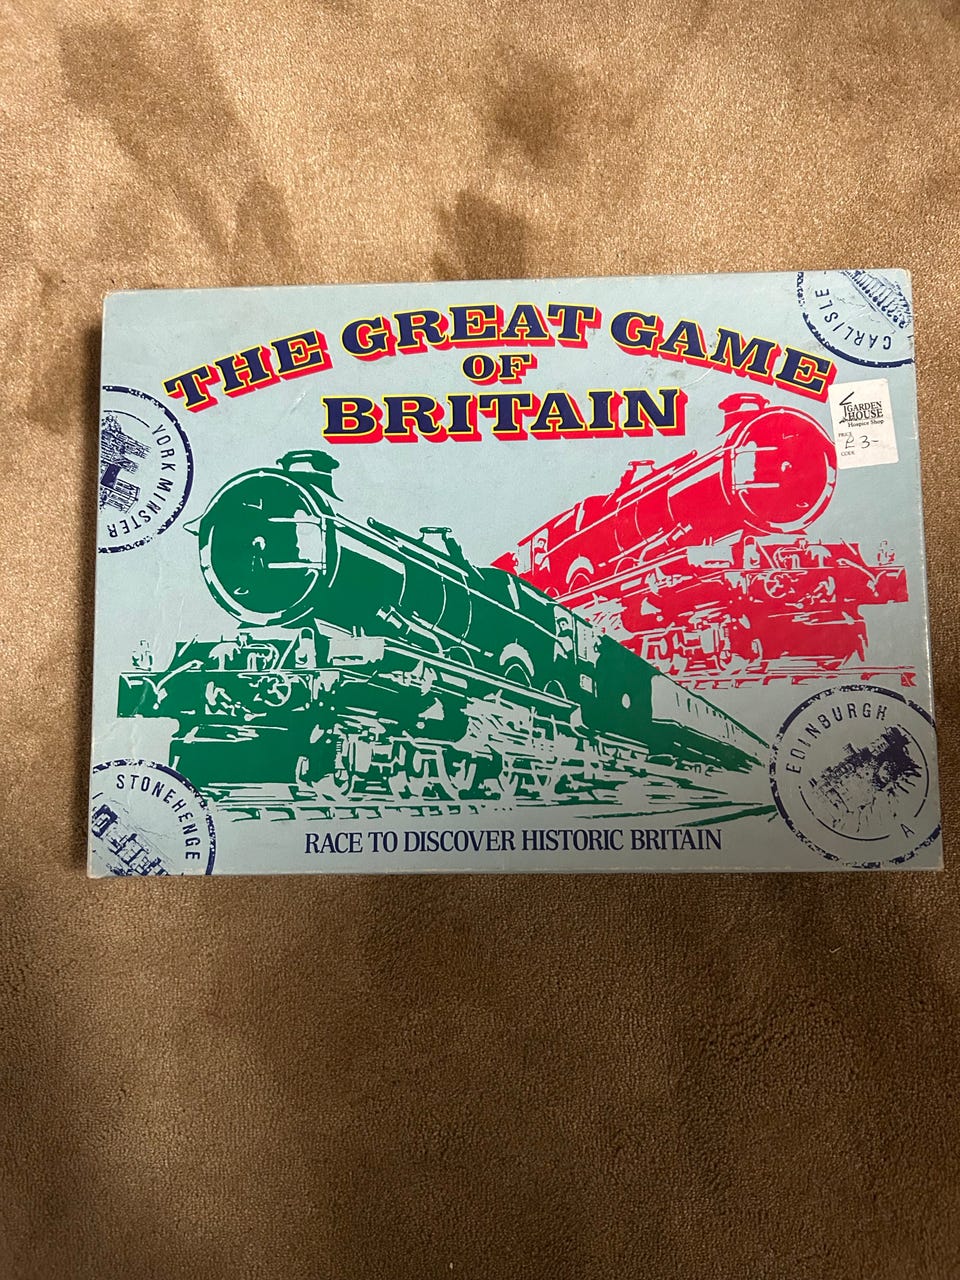 THE GREAT GAME
OF
BRITAIN
CARLISLE
GARDEN
HOUSE
Hospice Shop
PRICE
£ 3-
CODE
YORK MINSTER
EDINBURGH
A
STONEHENGE
RACE TO DISCOVER HISTORIC BRITAIN